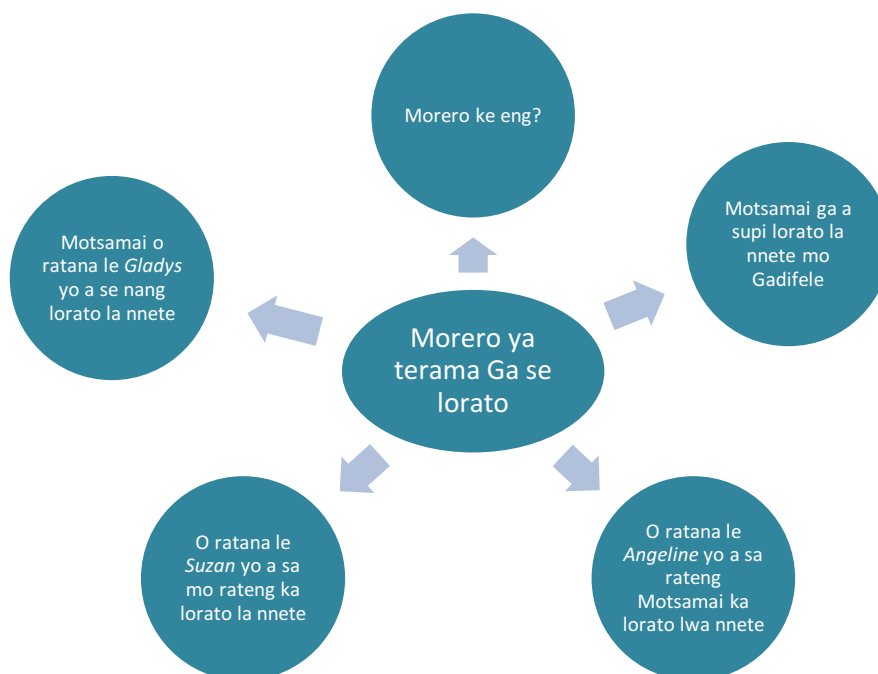 Morero ke eng?
Motsamai ga a
supi lorato la
nnete mo
Gadifele
Motsamai o
ratana le Gladys
yo a se nang
lorato la nnete
Morero ya
terama Ga se
lorato
O ratana le
Suzan yo a sa
mo rateng ka
lorato la nnete
O ratana le
Angeline yo a sa
rateng
Motsamai ka
lorato lwa nnete